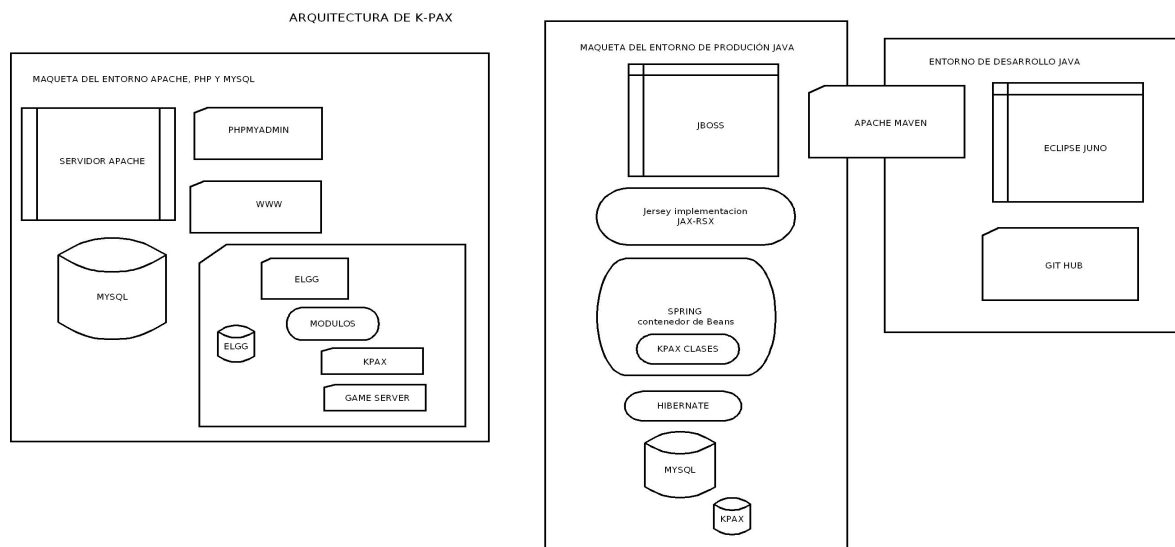 ARQUITECTURA DE K-PAX
MAQUETA DEL ENTORNO APACHE, PHP Y MYSQL
SERVIDOR APACHE
PHPMYADMIN
WWW
MYSQL
ELGG
MODULOS
ELGG
KPAX
GAME SERVER
MAQUETA DEL ENTORNO DE PRODUCIÓN JAVA
JBOSS
Jersey implementacion
JAX-RSX
SPRING
contenedor de Beans
KPAX CLASES
HIBERNATE
MYSQL
KPAX
APACHE MAVEN
ENTORNO DE DESARROLLO JAVA
ECLIPSE JUNO
GIT HUB